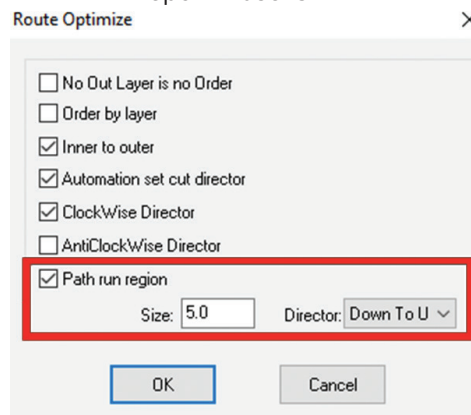 Route Optimize
No Out Layer is no Order
Order by layer
Inner to outer
Automation set cut director
ClockWise Director
AntiClockWise Director
Path run region
Size: 5.0 Director: Down To U
OK Cancel